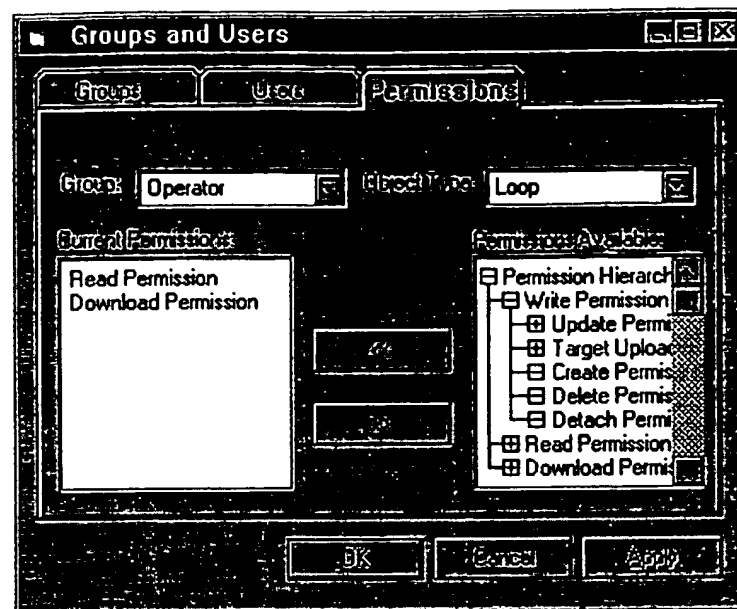 Groups and Users
Groups Users Permissions
Group: Operator Object Type: Loop
Current Permissions: Permissions Available:
Read Permission
Download Permission
Permission Hierarch
Write Permission
Update Permi
Target Uploac
Create Permis
Delete Permis
Detach Permi
Read Permission
Download Permis
<<
>>
OK Cancel Apply